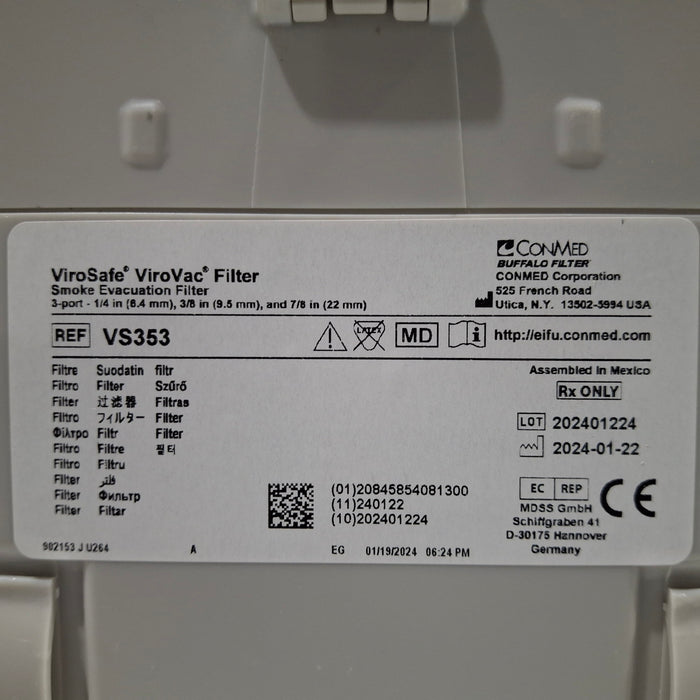 ViroSafe® ViroVac® Filter
Smoke Evacuation Filter
3-port - 1/4 in (6.4 mm), 3/8 in (9.5 mm), and 7/8 in (22 mm)
CONMED
BUFFALO FILTER
CONMED Corporation
525 French Road
Utica, N.Y. 13502-5994 USA
REF VS353
LATEX
MD
i
http://eifu.conmed.com
Filtre Suodatin filtr
Filtro Filter Szűrő
Filter 过滤器 Filtras
Filtro フィルター Filter
Φίλτρο Filtr Filter
Filtro Filtre 필터
Filtro Filtru
Filter فلتر
Filter Фильтр
Filter Filtar
Assembled in Mexico
Rx ONLY
LOT 202401224
2024-01-22
(01)20845854081300
(11)240122
(10)202401224
EC REP
CE
MDSS GmbH
Schiffgraben 41
D-30175 Hannover
Germany
902153 J U264 A EG 01/19/2024 06:24 PM